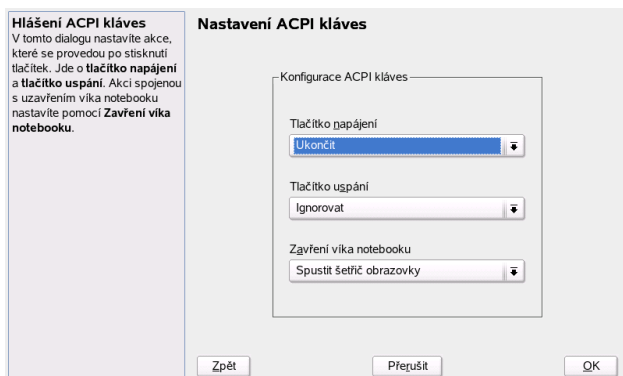 Hlášení ACPI kláves
V tomto dialogu nastavíte akce,
které se provedou po stisknutí
tlačítek. Jde o tlačítko napájení
a tlačítko uspání. Akci spojenou
s uzavřením víka notebooku
nastavíte pomocí Zavření víka
notebooku.
Nastavení ACPI kláves
Konfigurace ACPI kláves
Tlačítko napájení
Ukončit
Tlačítko uspání
Ignorovat
Zavření víka notebooku
Spustit šetřič obrazovky
Zpět
Přerušit
OK